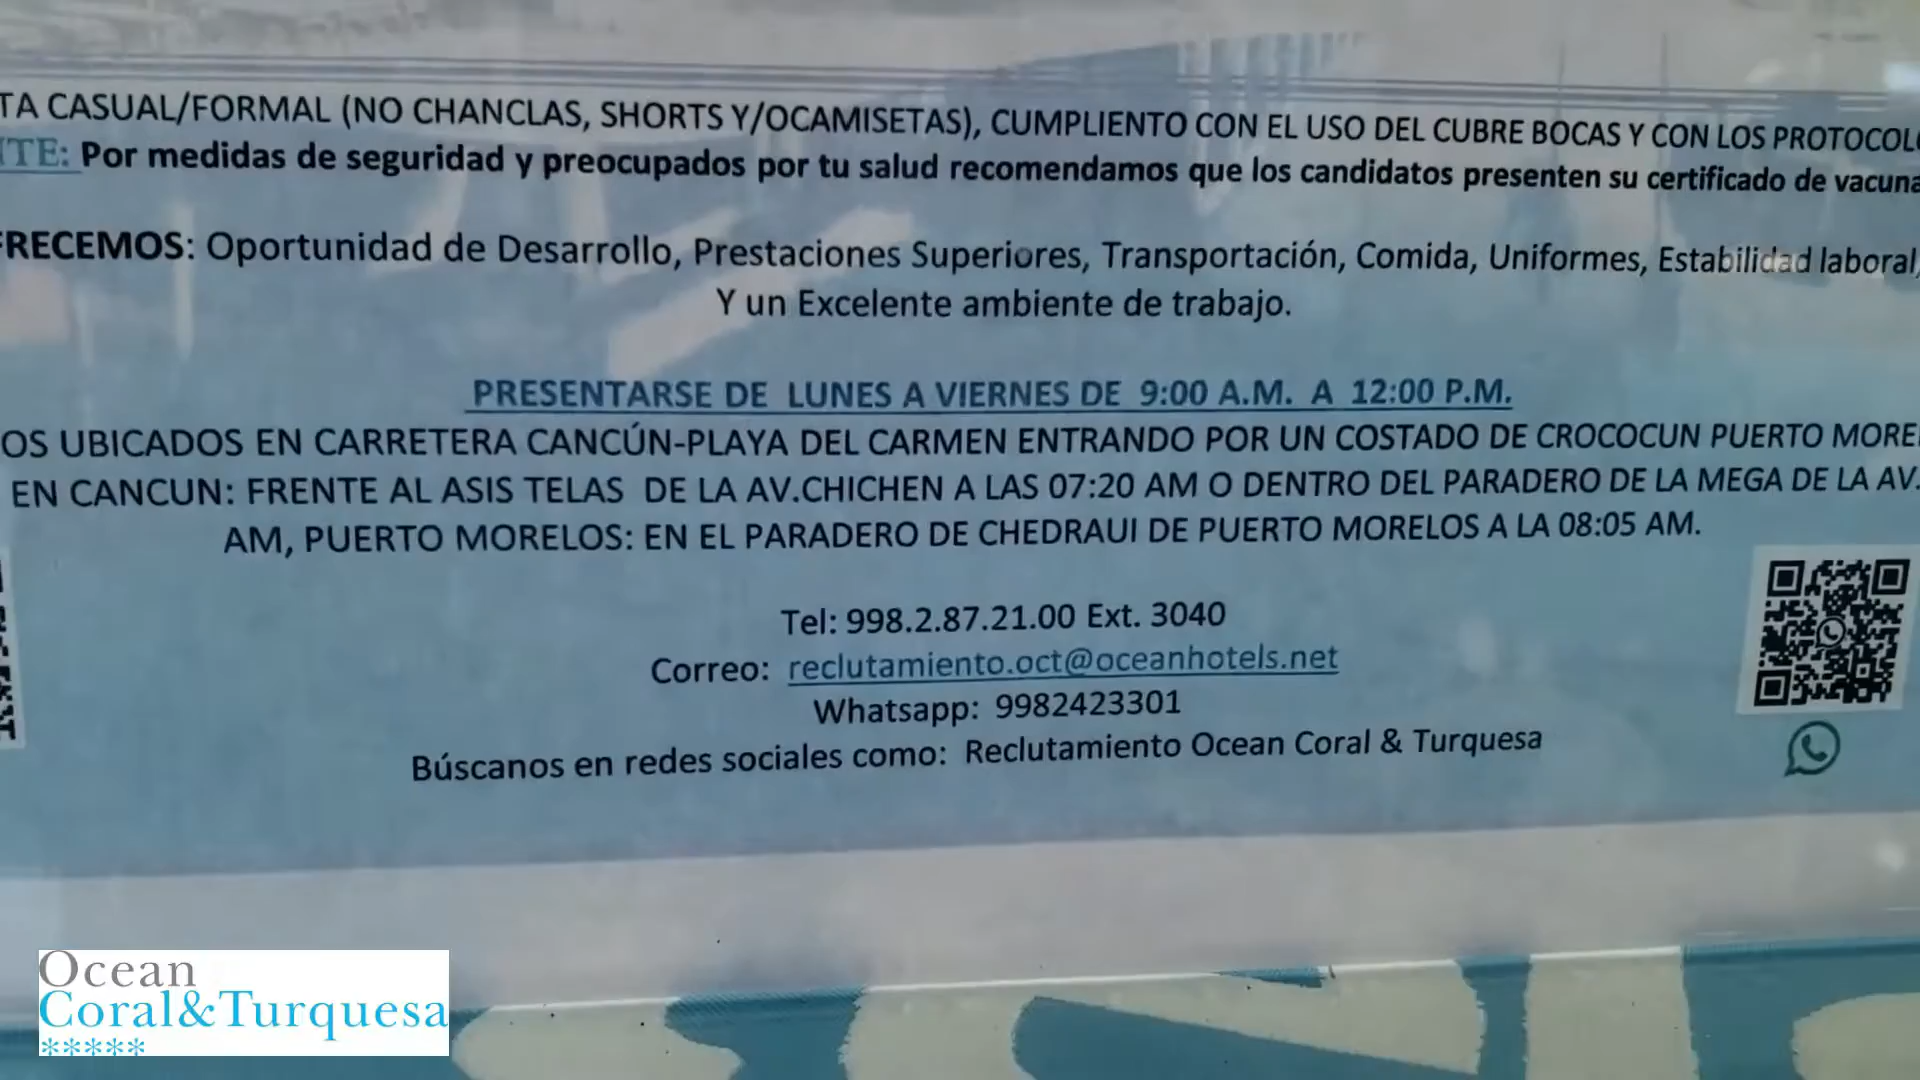 TA CASUAL/FORMAL (NO CHANCLAS, SHORTS Y/OCAMISETAS), CUMPLIENTO CON EL USO DEL CUBRE BOCAS Y CON LOS PROTOCOLO
NTE: Por medidas de seguridad y preocupados por tu salud recomendamos que los candidatos presenten su certificado de vacuna
FRECEMOS: Oportunidad de Desarrollo, Prestaciones Superiores, Transportación, Comida, Uniformes, Estabilidad laboral,
Y un Excelente ambiente de trabajo.
PRESENTARSE DE LUNES A VIERNES DE 9:00 A.M. A 12:00 P.M.
OS UBICADOS EN CARRETERA CANCÚN-PLAYA DEL CARMEN ENTRANDO POR UN COSTADO DE CROCOCUN PUERTO MOREL
EN CANCUN: FRENTE AL ASIS TELAS DE LA AV.CHICHEN A LAS 07:20 AM O DENTRO DEL PARADERO DE LA MEGA DE LA AV.
AM, PUERTO MORELOS: EN EL PARADERO DE CHEDRAUI DE PUERTO MORELOS A LA 08:05 AM.
Tel: 998.2.87.21.00 Ext. 3040
Correo: reclutamiento.oct@oceanhotels.net
Whatsapp: 9982423301
Búscanos en redes sociales como: Reclutamiento Ocean Coral & Turquesa
Ocean
Coral&Turquesa
*****